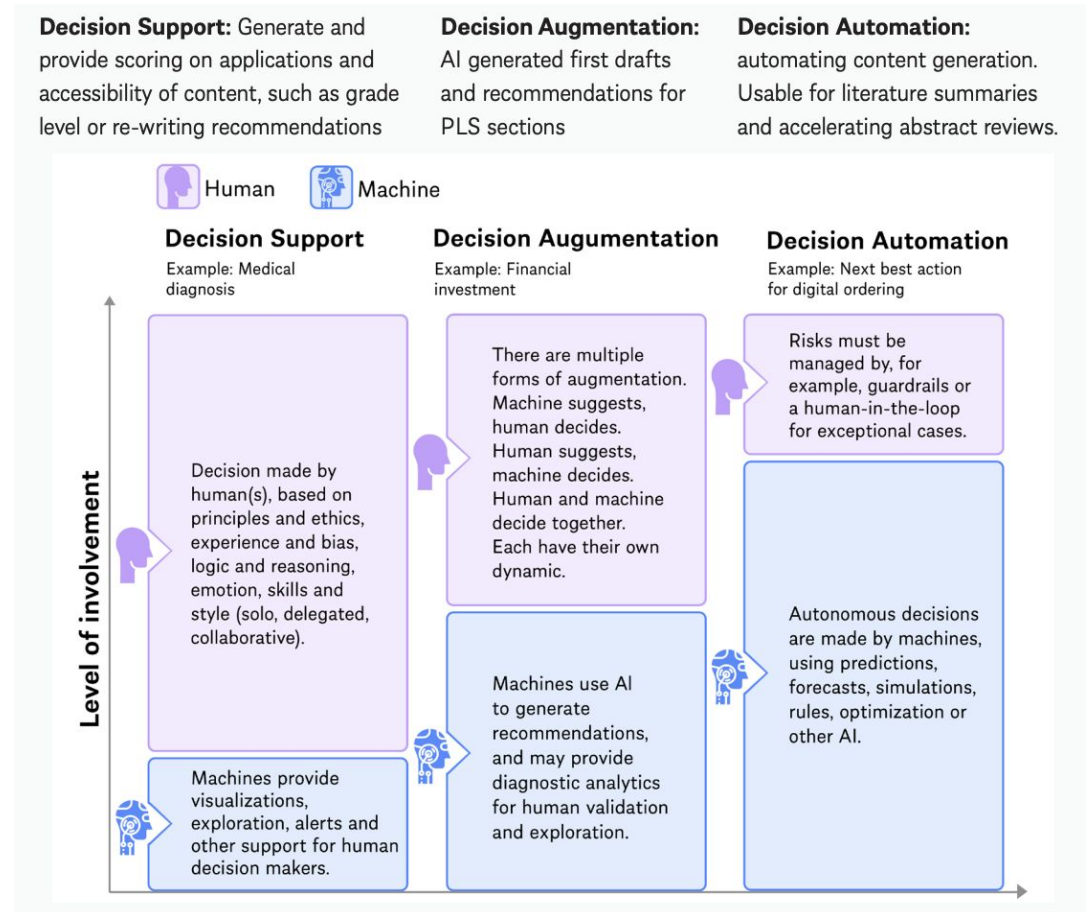 Decision Support: Generate and
provide scoring on applications and
accessibility of content, such as grade
level or re-writing recommendations
Decision Augmentation:
AI generated first drafts
and recommendations for
PLS sections
Decision Automation:
automating content generation.
Usable for literature summaries
and accelerating abstract reviews.
Human
Machine
Decision Support
Example: Medical
diagnosis
Decision Augumentation
Example: Financial
investment
Decision Automation
Example: Next best action
for digital ordering
Level of involvement
Decision made by
human(s), based on
principles and ethics,
experience and bias,
logic and reasoning,
emotion, skills and
style (solo, delegated,
collaborative).
Machines provide
visualizations,
exploration, alerts and
other support for human
decision makers.
There are multiple
forms of augmentation.
Machine suggests,
human decides.
Human suggests,
machine decides.
Human and machine
decide together.
Each have their own
dynamic.
Machines use AI
to generate
recommendations,
and may provide
diagnostic analytics
for human validation
and exploration.
Risks must be
managed by, for
example, guardrails or
a human-in-the-loop
for exceptional cases.
Autonomous decisions
are made by machines,
using predictions,
forecasts, simulations,
rules, optimization or
other AI.